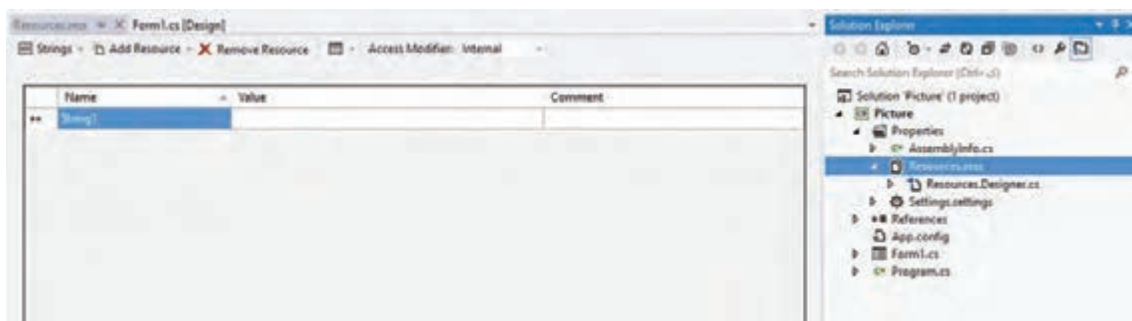 Resources.resx Form1.cs [Design]
Strings Add Resource Remove Resource Access Modifier: Internal
Name Value Comment
String1
Solution Explorer
Search Solution Explorer (Ctrl+ك)
Solution 'Picture' (1 project)
Picture
Properties
AssemblyInfo.cs
Resources.resx
Resources.Designer.cs
Settings.settings
References
App.config
Form1.cs
Program.cs